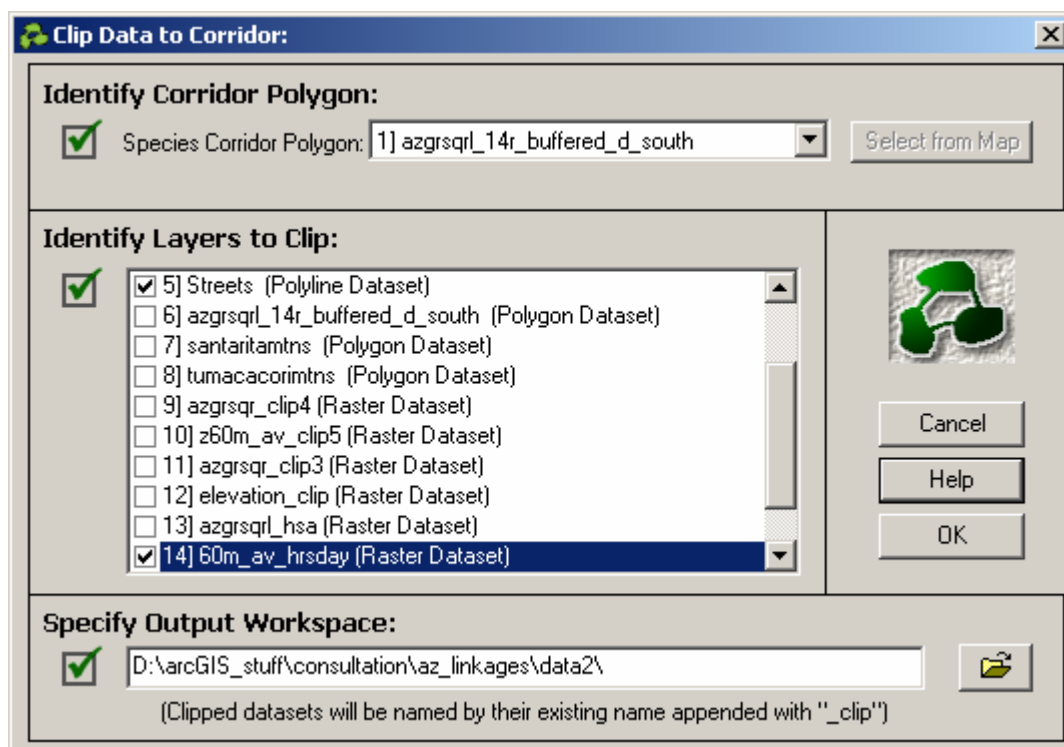 Clip Data to Corridor:
Identify Corridor Polygon:
Species Corridor Polygon: 1] azgrsqrl_14r_buffered_d_south Select from Map
Identify Layers to Clip:
5] Streets (Polyline Dataset)
6] azgrsqrl_14r_buffered_d_south (Polygon Dataset)
7] santaritamtns (Polygon Dataset)
8] tumacacorimtns (Polygon Dataset)
9] azgrsqr_clip4 (Raster Dataset)
10] z60m_av_clip5 (Raster Dataset)
11] azgrsqr_clip3 (Raster Dataset)
12] elevation_clip (Raster Dataset)
13] azgrsqrl_hsa (Raster Dataset)
14] 60m_av_hrsday (Raster Dataset)
Cancel
Help
OK
Specify Output Workspace:
D:\arcGIS_stuff\consultation\az_linkages\data2\
(Clipped datasets will be named by their existing name appended with "_clip")